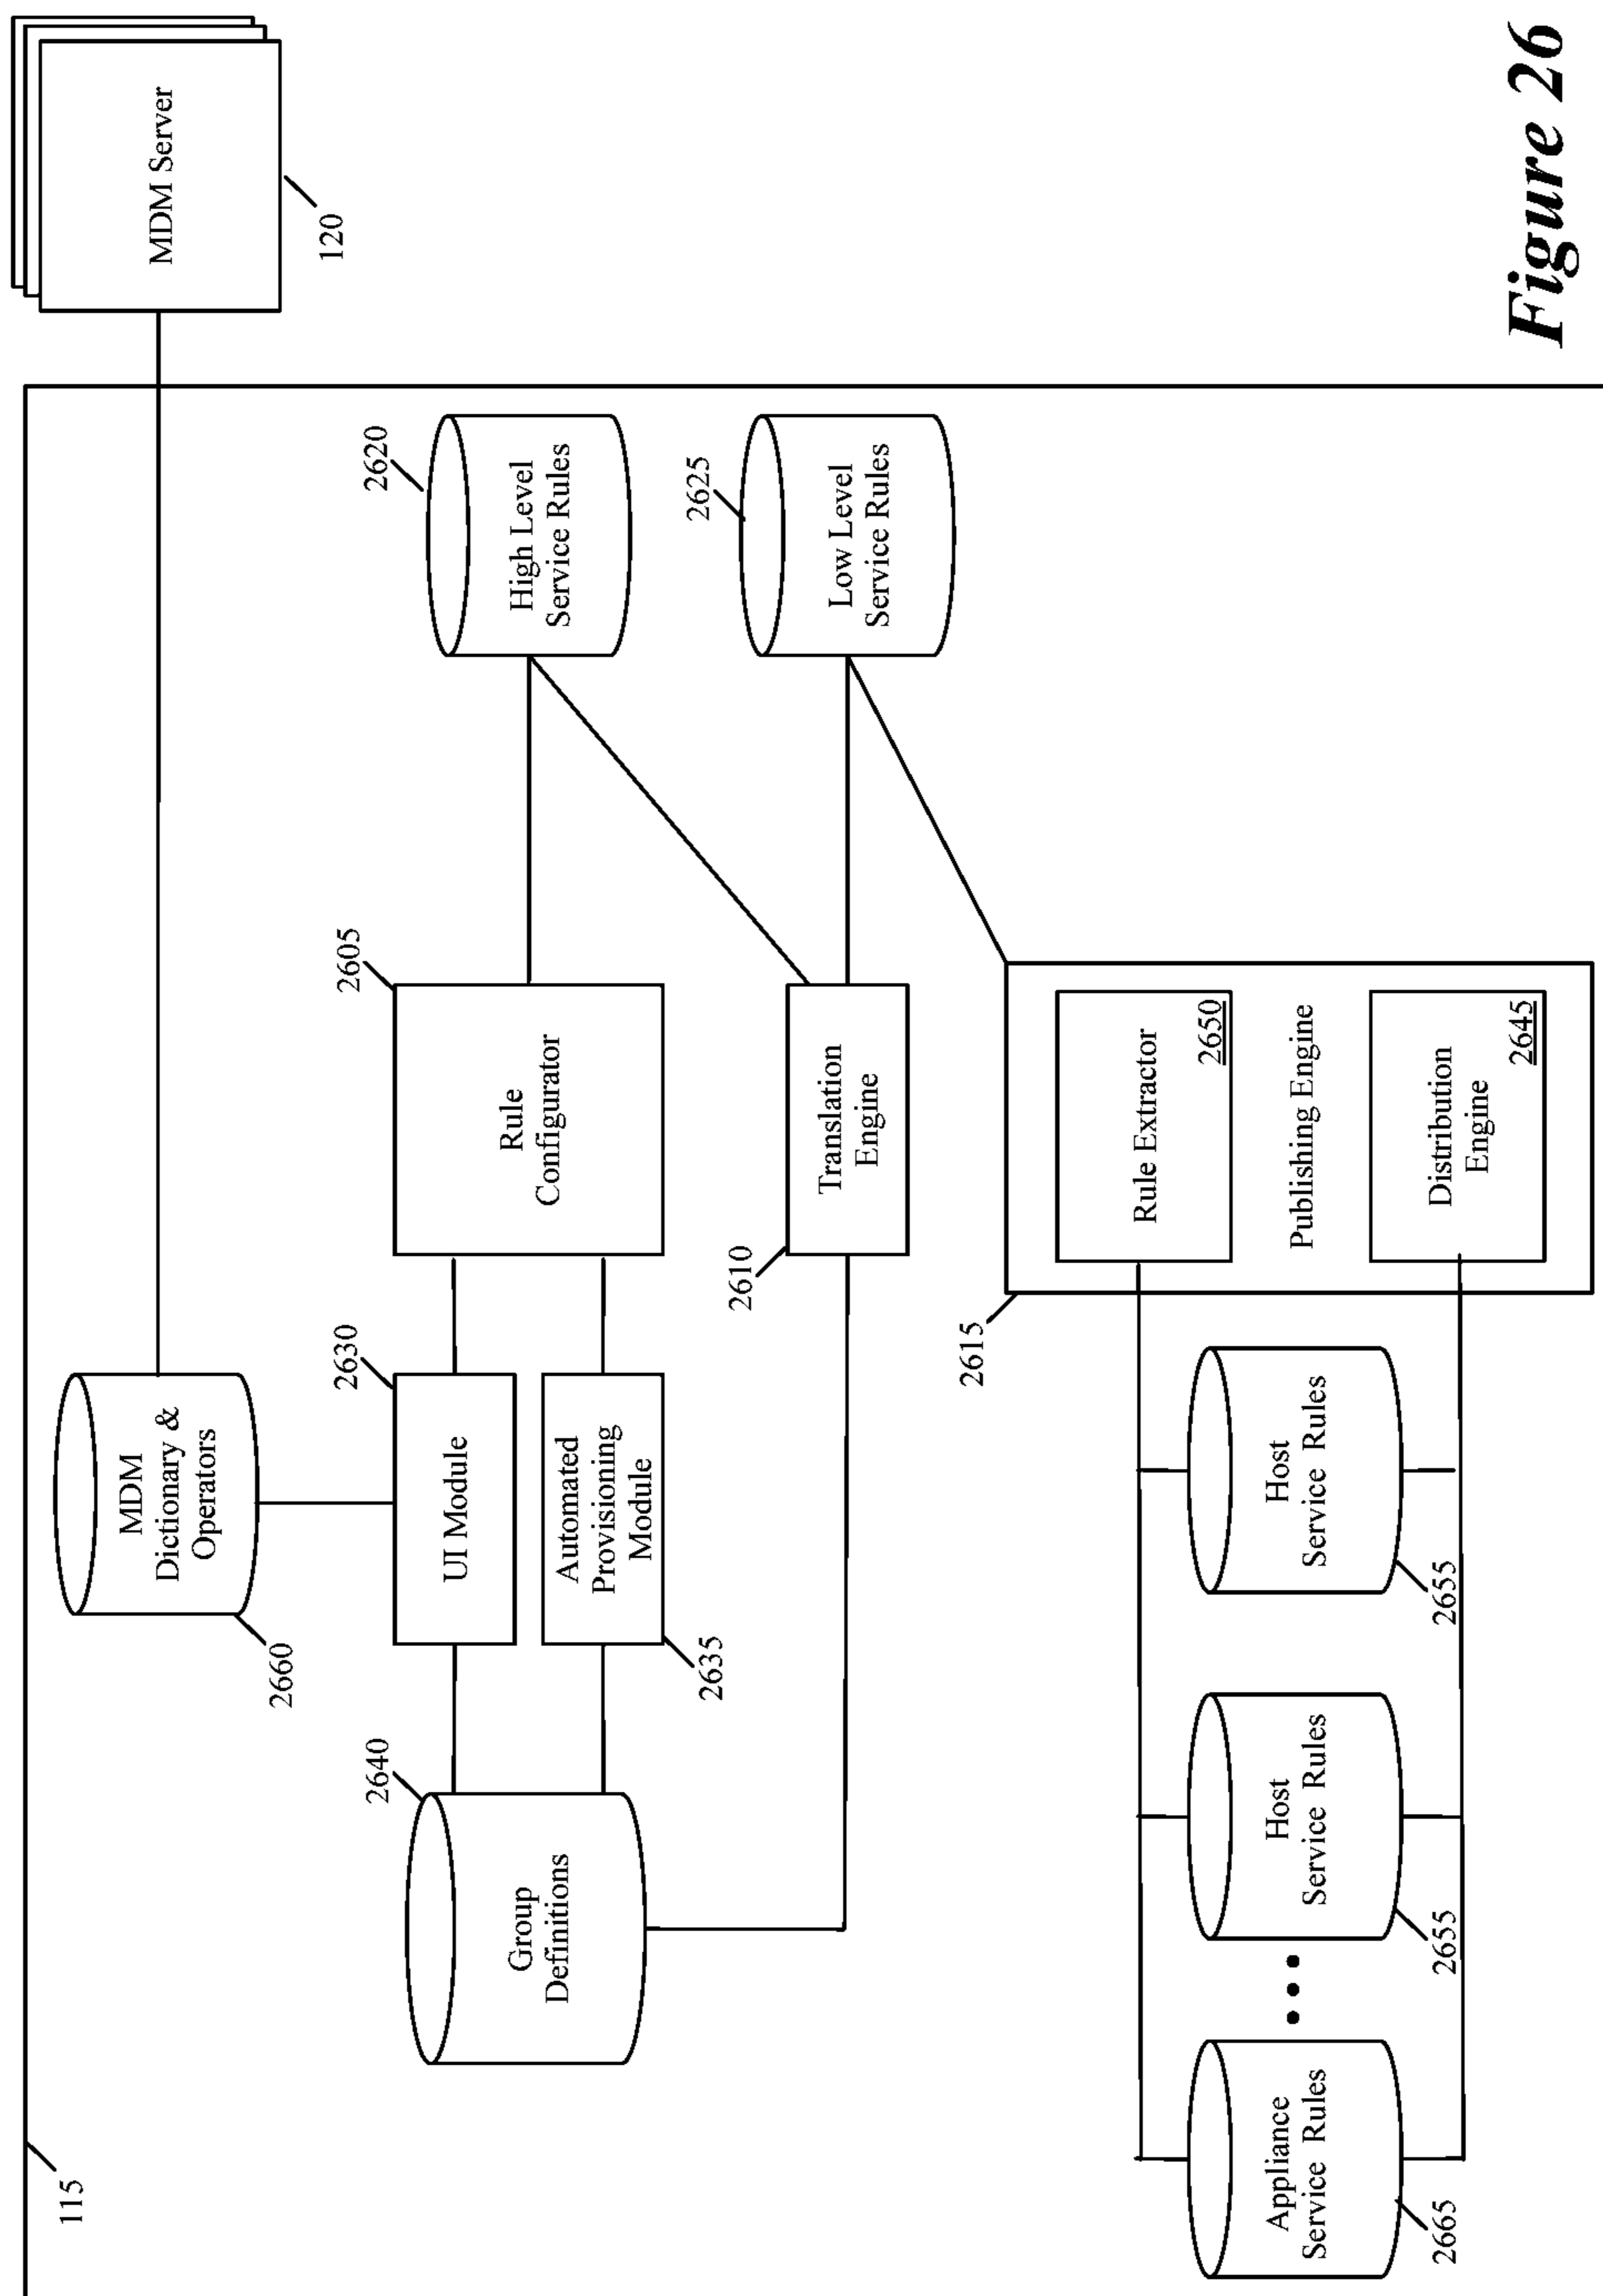 115
MDM Server
120
MDM
Dictionary &
Operators
2660
2640
Group
Definitions
2630
UI Module
Automated
Provisioning
Module
2635
2605
Rule
Configurator
2620
High Level
Service Rules
2610
Translation
Engine
2625
Low Level
Service Rules
2615
Rule Extractor
2650
Publishing Engine
Distribution
Engine
2645
Appliance
Service Rules
2665
•••
Host
Service Rules
2655
Host
Service Rules
2655
Figure 26